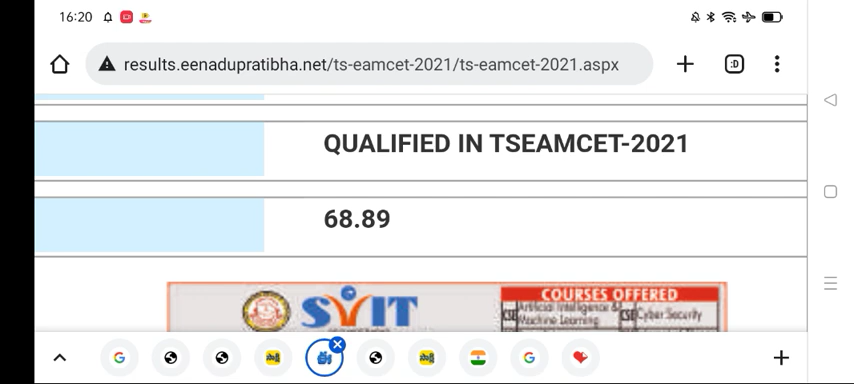 16:20
results.eenadupratibha.net/ts-eamcet-2021/ts-eamcet-2021.aspx
:D
QUALIFIED IN TSEAMCET-2021
68.89
SVIT
COURSES OFFERED
CSE Artificial Intelligence & Machine Learning
CSE Cyber Security